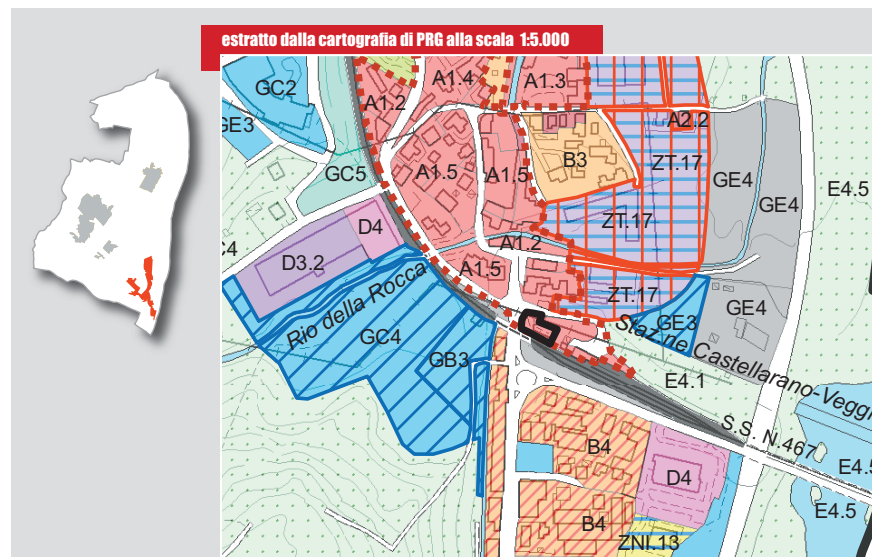 estratto dalla cartografia di PRG alla scala 1:5.000
GC2
A1.4
A1.3
A1.2
GE3
A2.2
B3
ZT.17
GC5
A1.5
A1.5
E4.5
GE4
ZT.17
D4
A1.2
C4
D3.2
A1.5
Rio della Rocca
ZT.17
GE4
GE3
GC4
GB3
Staz.ne Castellarano-Veggi
E4.1
S.S. N.467
B4
D4
E4.5
E4.5
B4
ZNI.13